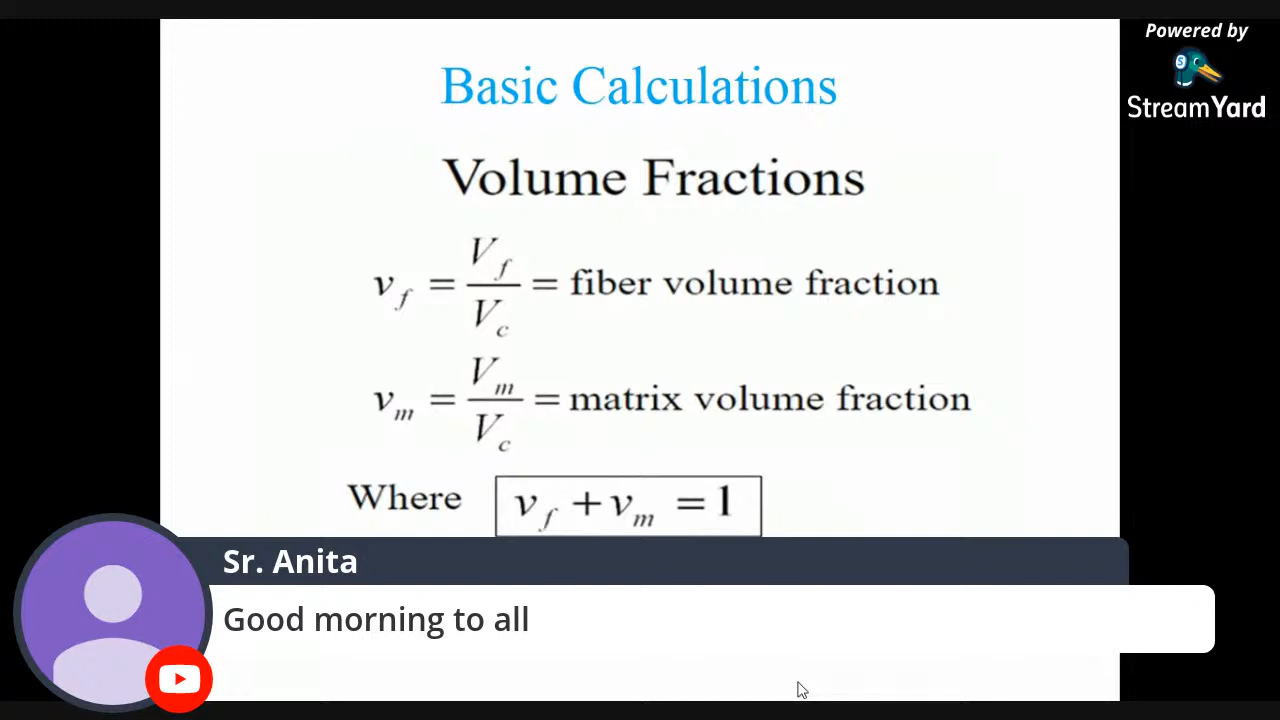 Powered by
StreamYard
Basic Calculations
Volume Fractions
v_f = V_f / V_c = fiber volume fraction
v_m = V_m / V_c = matrix volume fraction
Where v_f + v_m = 1
Sr. Anita
Good morning to all